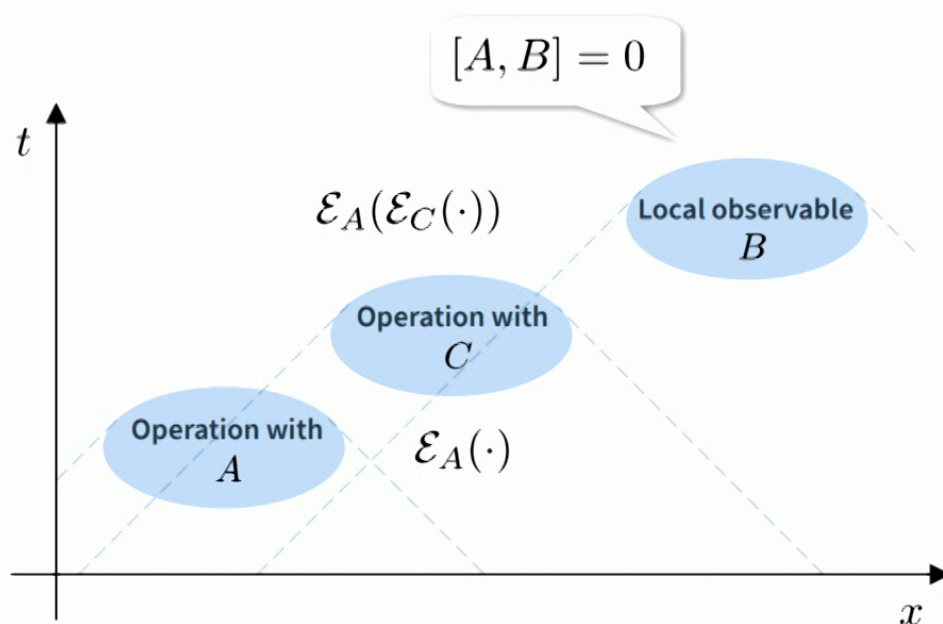 [A, B] = 0
t
ℰ_A(ℰ_C(·))
Local observable
B
Operation with
C
Operation with
A
ℰ_A(·)
x